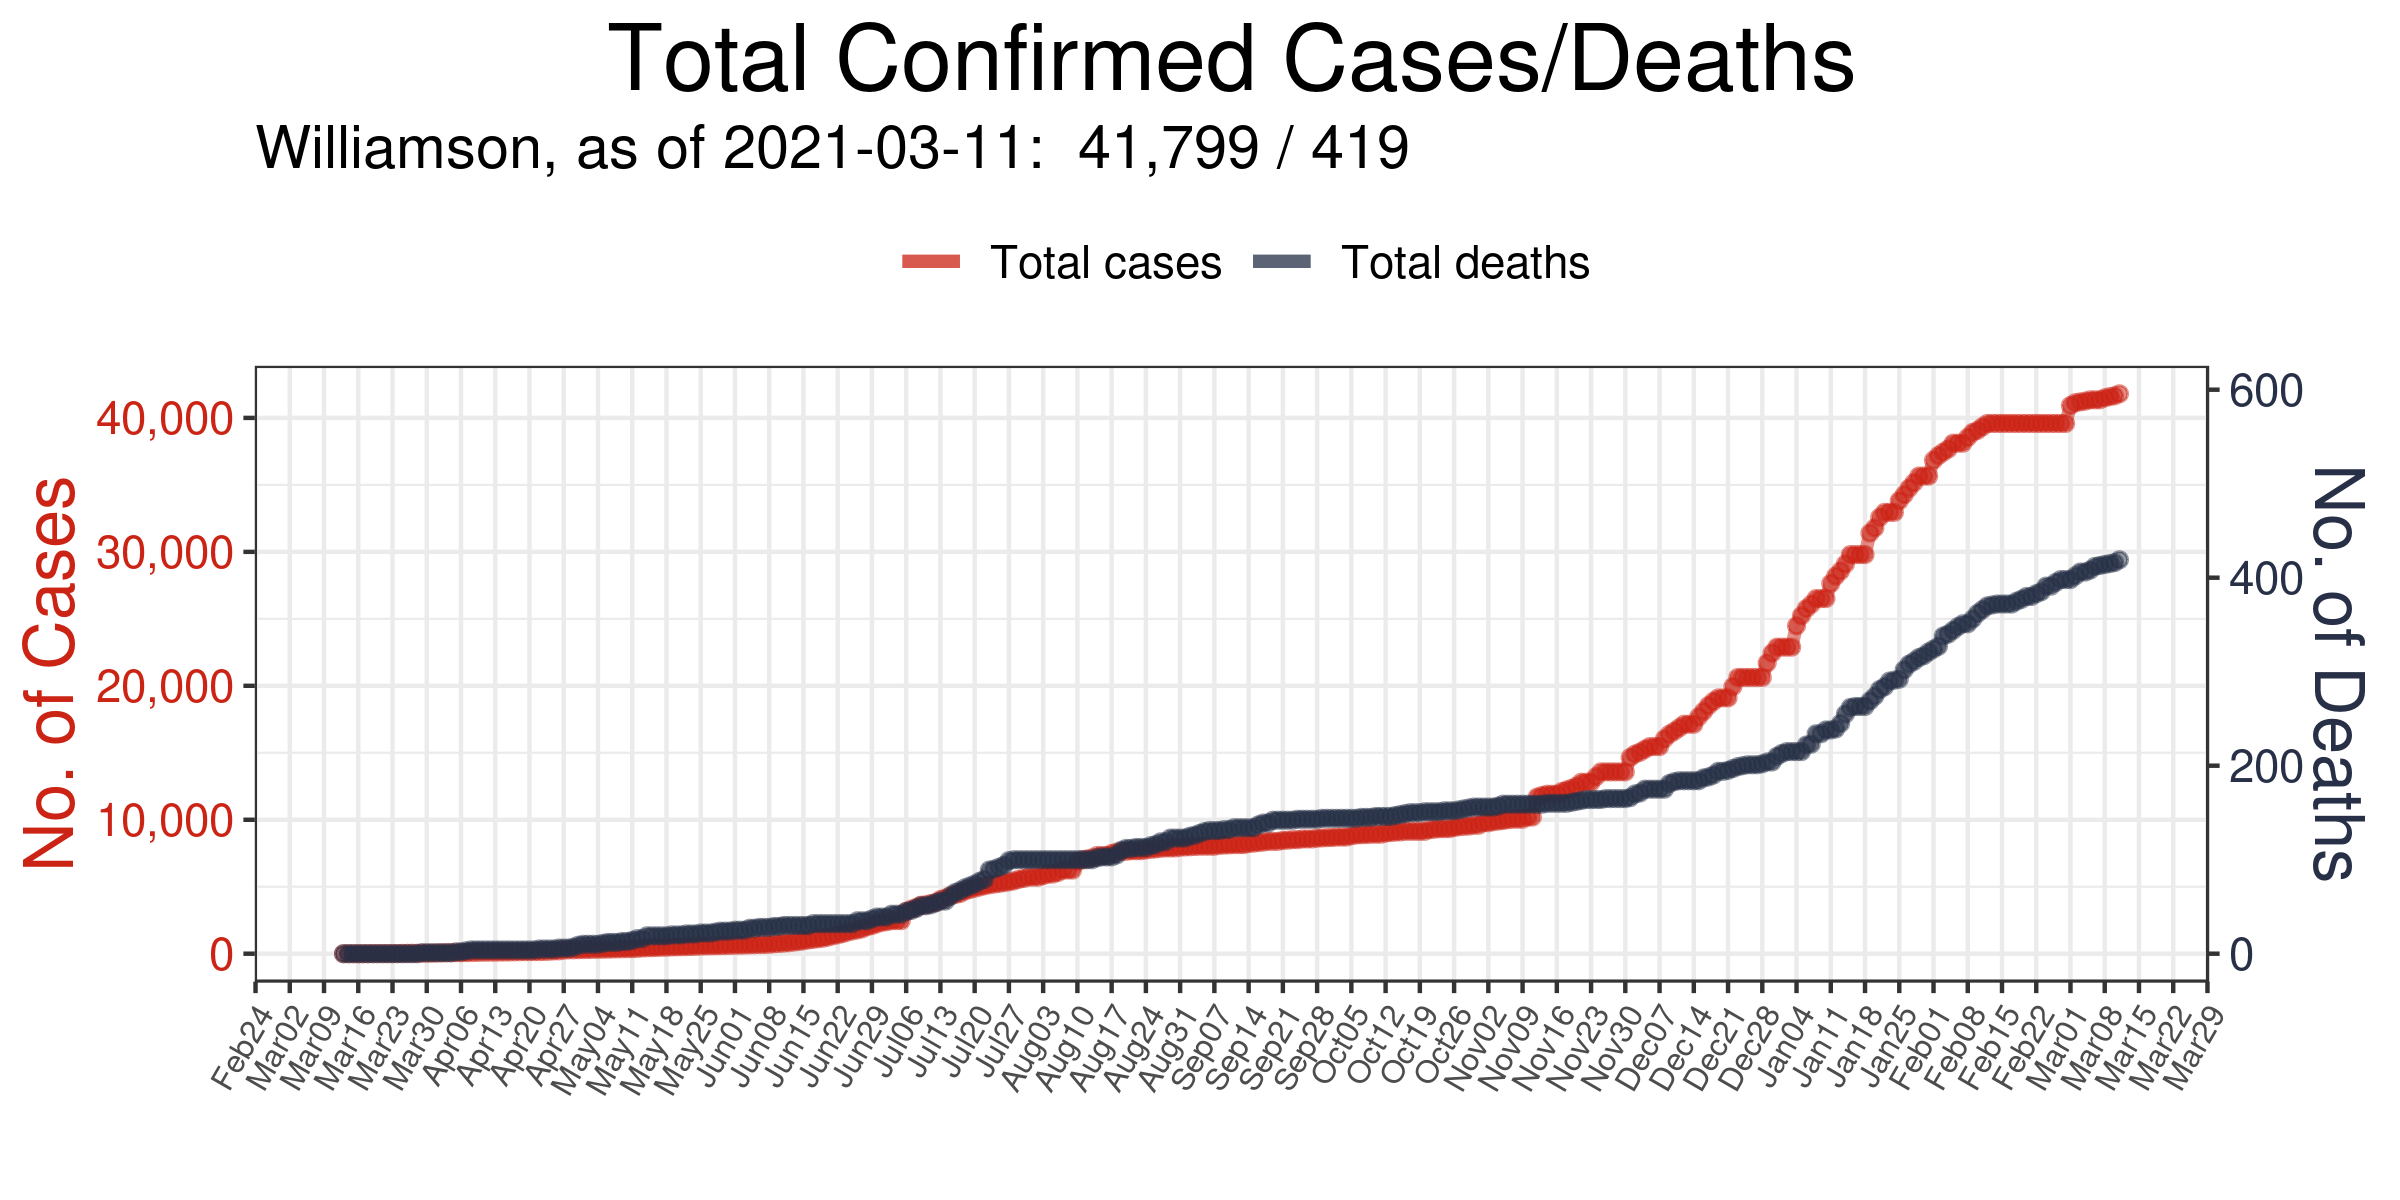 Total Confirmed Cases/Deaths
Williamson, as of 2021-03-11:  41,799 / 419
Total cases
Total deaths
No. of Cases
40,000
30,000
20,000
10,000
0
600
400
200
0
No. of Deaths
Feb24
Mar02
Mar09
Mar16
Mar23
Mar30
Apr06
Apr13
Apr20
Apr27
May04
May11
May18
May25
Jun01
Jun08
Jun15
Jun22
Jun29
Jul06
Jul13
Jul20
Jul27
Aug03
Aug10
Aug17
Aug24
Aug31
Sep07
Sep14
Sep21
Sep28
Oct05
Oct12
Oct19
Oct26
Nov02
Nov09
Nov16
Nov23
Nov30
Dec07
Dec14
Dec21
Dec28
Jan04
Jan11
Jan18
Jan25
Feb01
Feb08
Feb15
Feb22
Mar01
Mar08
Mar15
Mar22
Mar29